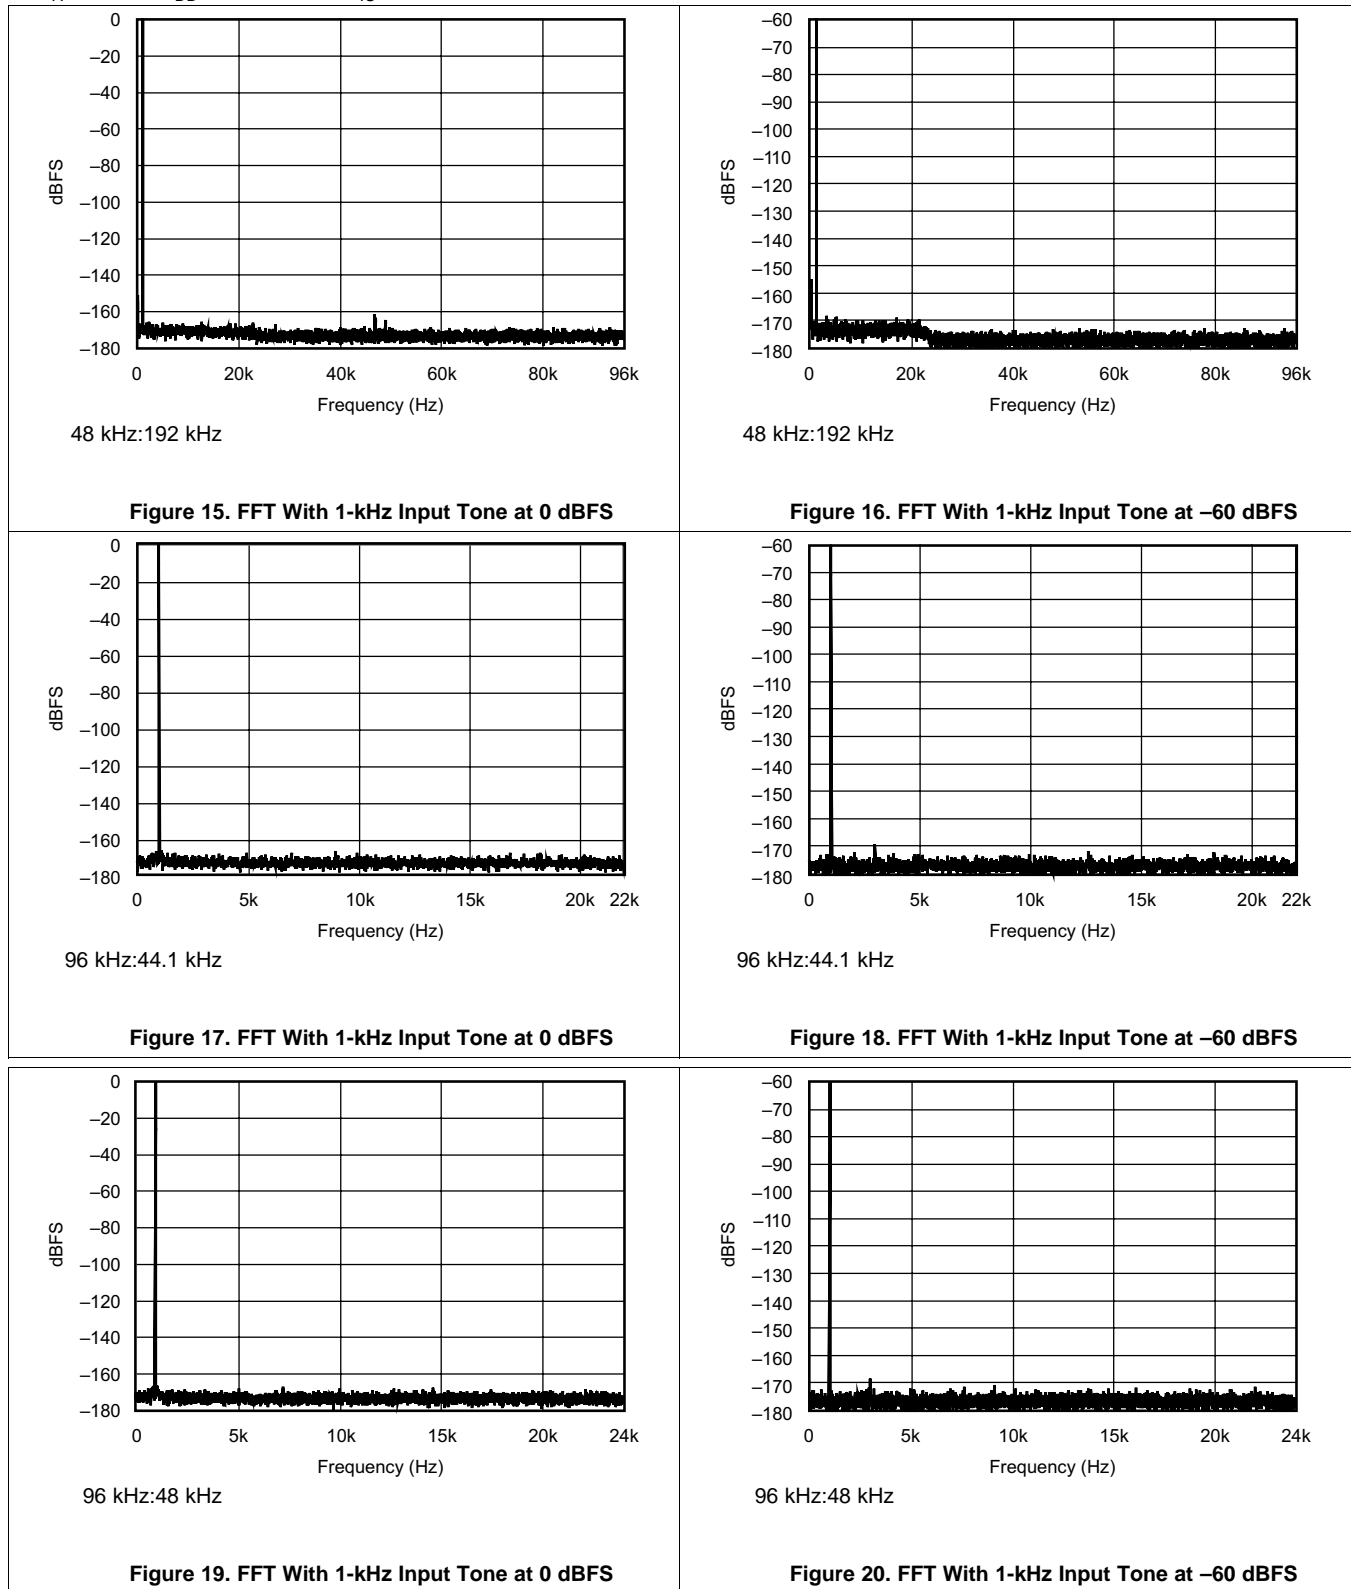 0
–20
–40
–60
–80
–100
–120
–140
–160
–180
dBFS
0 20k 40k 60k 80k 96k
Frequency (Hz)
48 kHz:192 kHz
Figure 15. FFT With 1-kHz Input Tone at 0 dBFS
–60
–70
–80
–90
–100
–110
–120
–130
–140
–150
–160
–170
–180
dBFS
0 20k 40k 60k 80k 96k
Frequency (Hz)
48 kHz:192 kHz
Figure 16. FFT With 1-kHz Input Tone at –60 dBFS
0
–20
–40
–60
–80
–100
–120
–140
–160
–180
dBFS
0 5k 10k 15k 20k 22k
Frequency (Hz)
96 kHz:44.1 kHz
Figure 17. FFT With 1-kHz Input Tone at 0 dBFS
–60
–70
–80
–90
–100
–110
–120
–130
–140
–150
–160
–170
–180
dBFS
0 5k 10k 15k 20k 22k
Frequency (Hz)
96 kHz:44.1 kHz
Figure 18. FFT With 1-kHz Input Tone at –60 dBFS
0
–20
–40
–60
–80
–100
–120
–140
–160
–180
dBFS
0 5k 10k 15k 20k 24k
Frequency (Hz)
96 kHz:48 kHz
Figure 19. FFT With 1-kHz Input Tone at 0 dBFS
–60
–70
–80
–90
–100
–110
–120
–130
–140
–150
–160
–170
–180
dBFS
0 5k 10k 15k 20k 24k
Frequency (Hz)
96 kHz:48 kHz
Figure 20. FFT With 1-kHz Input Tone at –60 dBFS